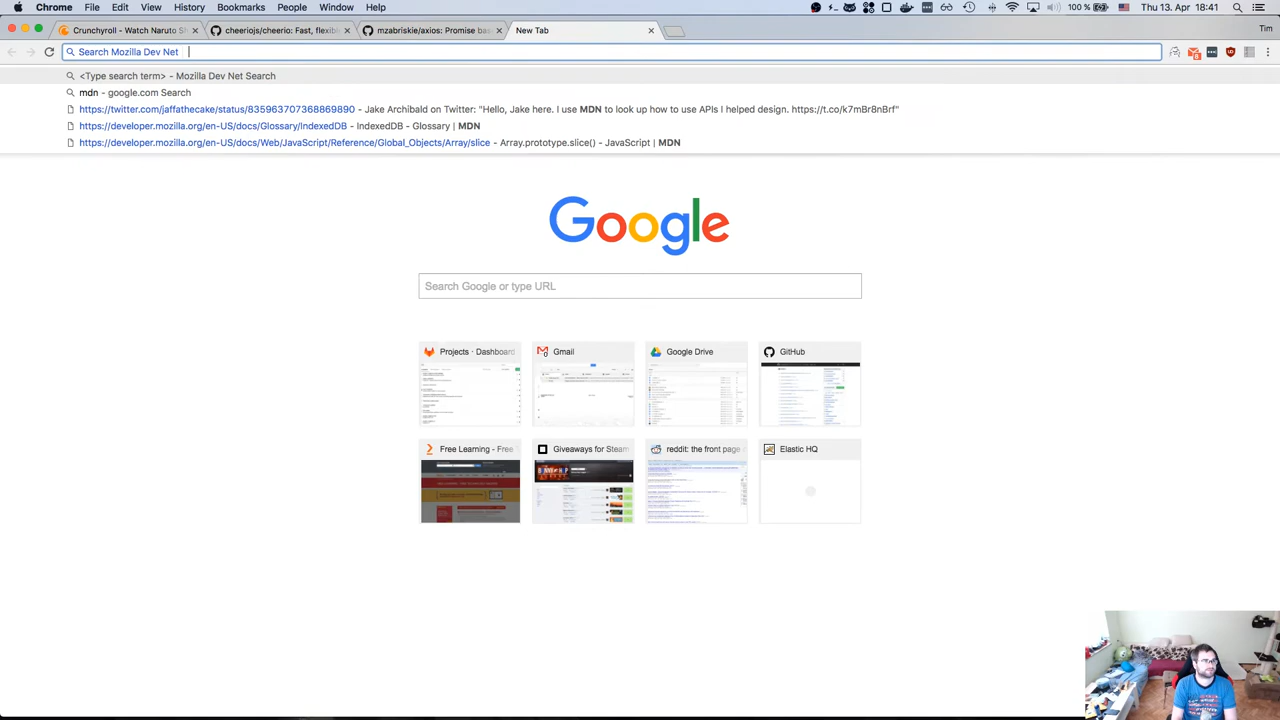 Chrome File Edit View History Bookmarks People Window Help 100 % Thu 13. Apr 18:41
Crunchyroll - Watch Naruto S
cheeriojs/cheerio: Fast, flexib
mzabriskie/axios: Promise ba
New Tab
Tim
Search Mozilla Dev Net
<Type search term> - Mozilla Dev Net Search
mdn - google.com Search
https://twitter.com/jaffathecake/status/835963707368869890 - Jake Archibald on Twitter: "Hello, Jake here. I use MDN to look up how to use APIs I helped design. https://t.co/k7mBr8nBrf"
https://developer.mozilla.org/en-US/docs/Glossary/IndexedDB - IndexedDB - Glossary | MDN
https://developer.mozilla.org/en-US/docs/Web/JavaScript/Reference/Global_Objects/Array/slice - Array.prototype.slice() - JavaScript | MDN
Google
Search Google or type URL
Projects · Dashboard
Gmail
Google Drive
GitHub
Free Learning - Free
Giveaways for Steam
reddit: the front page
Elastic HQ